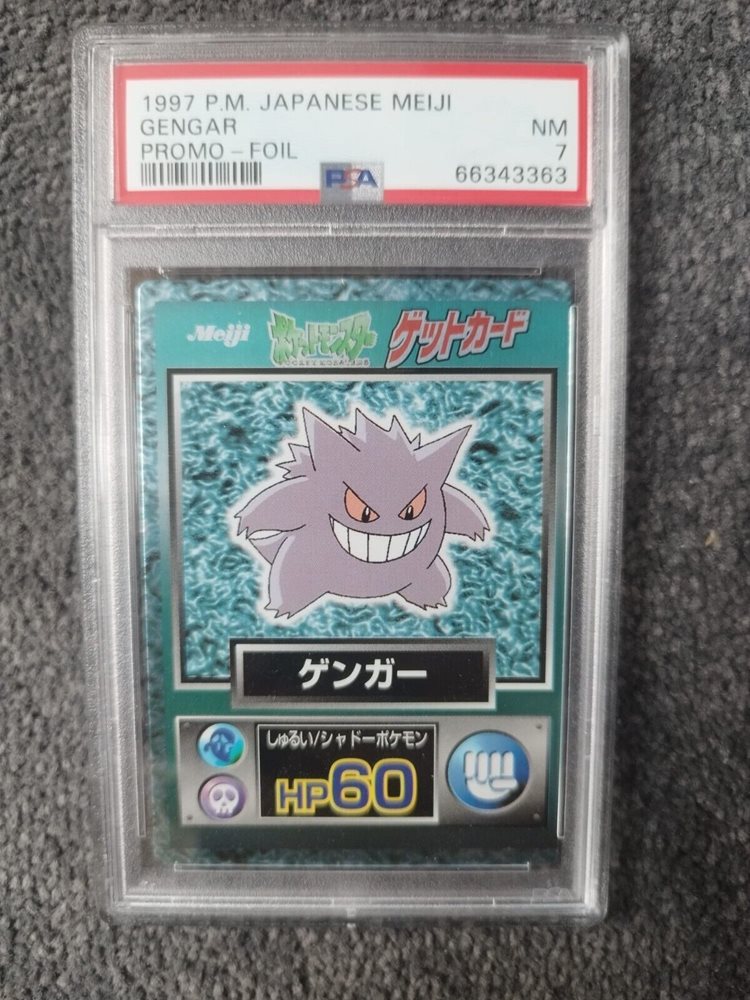 1997 P.M. JAPANESE MEIJI
GENGAR NM
PROMO - FOIL 7
PSA 66343363
Meiji ポケットモンスター ゲットカード
POCKET MONSTERS
ゲンガー
しゅるい/シャドーポケモン
HP60